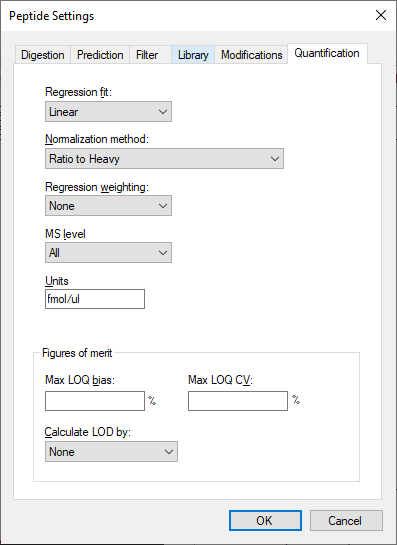 Peptide Settings
Digestion Prediction Filter Library Modifications Quantification
Regression fit:
Linear
Normalization method:
Ratio to Heavy
Regression weighting:
None
MS level
All
Units
fmol/ul
Figures of merit
Max LOQ bias: Max LOQ CV:
% %
Calculate LOD by:
None
OK Cancel